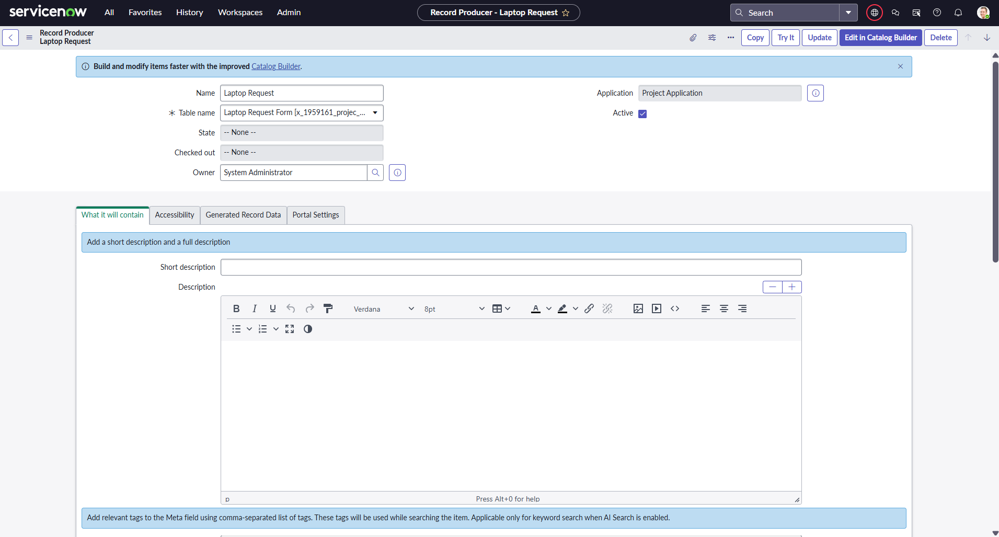 servicenow All Favorites History Workspaces Admin Record Producer - Laptop Request Search
Record Producer
Laptop Request
Copy Try It Update Edit in Catalog Builder Delete
Build and modify items faster with the improved Catalog Builder.
Name Laptop Request Application Project Application
Table name Laptop Request Form [x_1959161_projec_... Active
State -- None --
Checked out -- None --
Owner System Administrator
What it will contain Accessibility Generated Record Data Portal Settings
Add a short description and a full description
Short description
Description
B I U Verdana 8pt A
p Press Alt+0 for help
Add relevant tags to the Meta field using comma-separated list of tags. These tags will be used while searching the item. Applicable only for keyword search when AI Search is enabled.